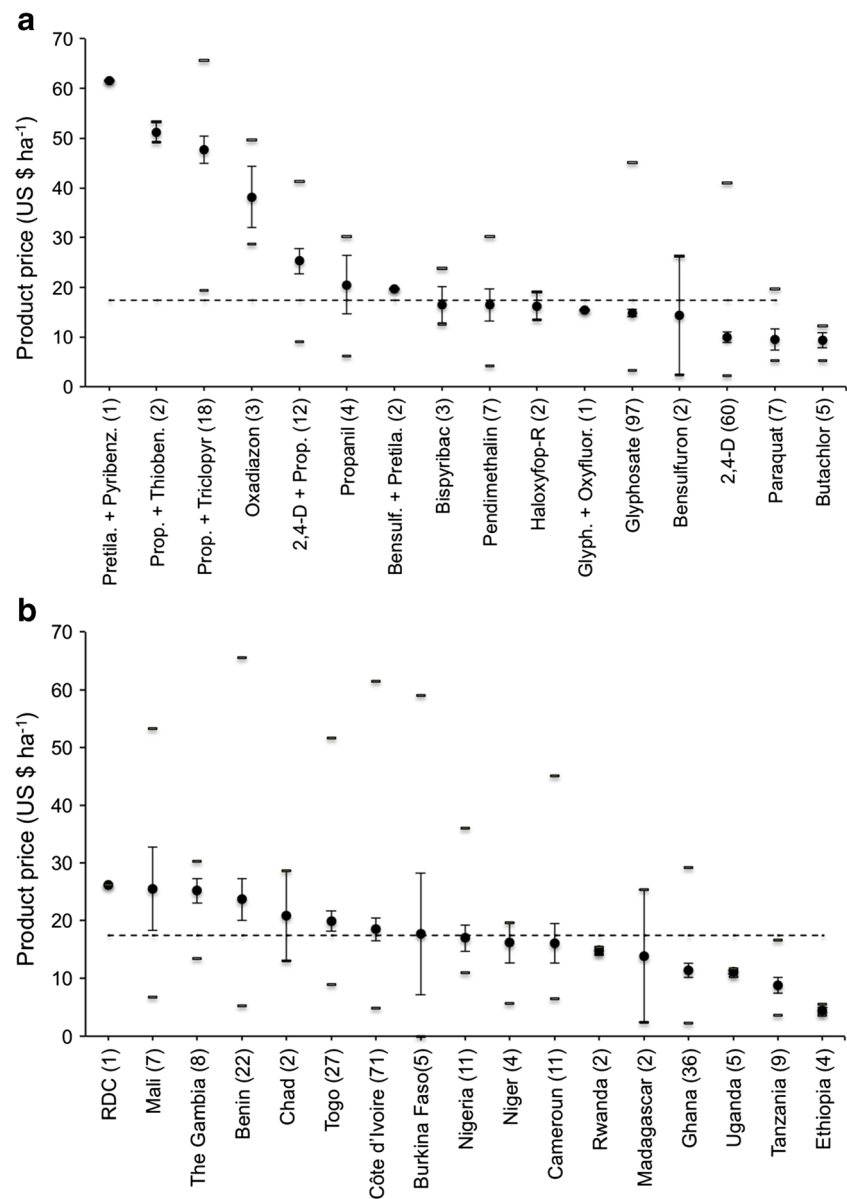 a
Product price (US $ ha-1)
70
60
50
40
30
20
10
0
Pretila. + Pyribenz. (1)
Prop. + Thioben. (2)
Prop. + Triclopyr (18)
Oxadiazon (3)
2,4-D + Prop. (12)
Propanil (4)
Bensulf. + Pretila. (2)
Bispyribac (3)
Pendimethalin (7)
Haloxyfop-R (2)
Glyph. + Oxyfluor. (1)
Glyphosate (97)
Bensulfuron (2)
2,4-D (60)
Paraquat (7)
Butachlor (5)
b
Product price (US $ ha-1)
70
60
50
40
30
20
10
0
RDC (1)
Mali (7)
The Gambia (8)
Benin (22)
Chad (2)
Togo (27)
Côte d'Ivoire (71)
Burkina Faso(5)
Nigeria (11)
Niger (4)
Cameroun (11)
Rwanda (2)
Madagascar (2)
Ghana (36)
Uganda (5)
Tanzania (9)
Ethiopia (4)